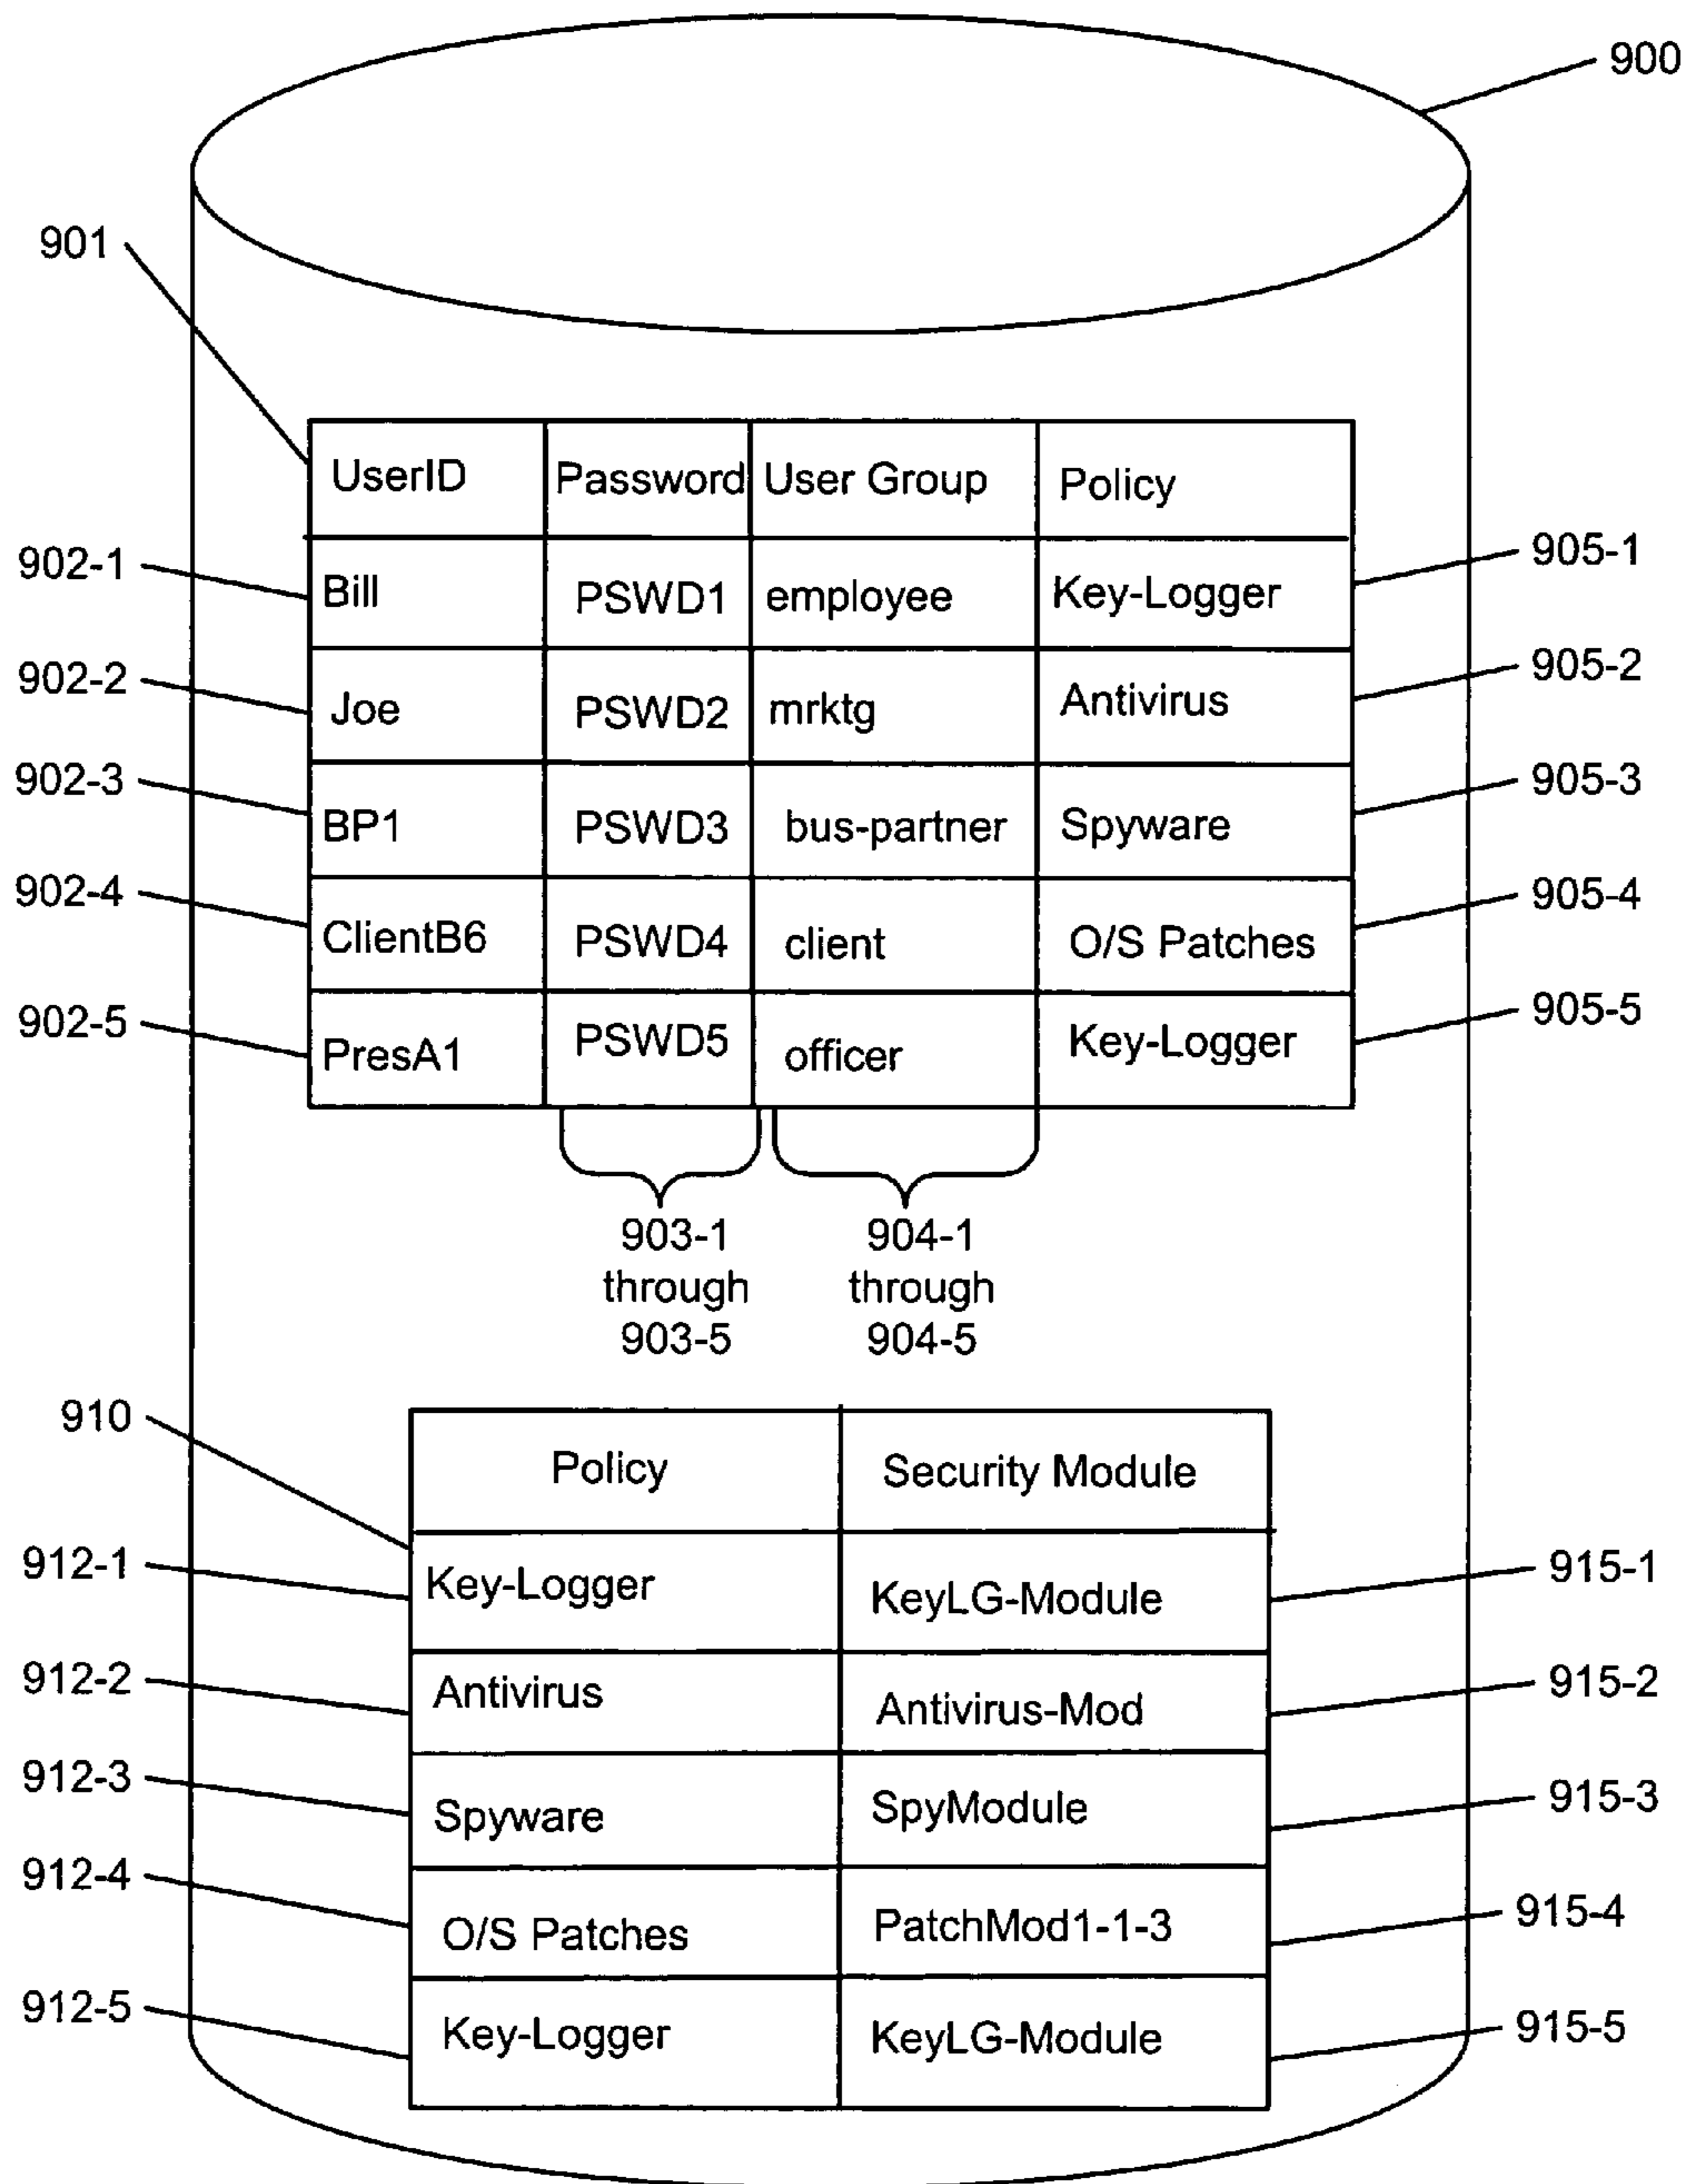 900
901
UserID Password User Group Policy
902-1 Bill PSWD1 employee Key-Logger 905-1
902-2 Joe PSWD2 mrktg Antivirus 905-2
902-3 BP1 PSWD3 bus-partner Spyware 905-3
902-4 ClientB6 PSWD4 client O/S Patches 905-4
902-5 PresA1 PSWD5 officer Key-Logger 905-5
903-1 904-1
through through
903-5 904-5
910
Policy Security Module
912-1 Key-Logger KeyLG-Module 915-1
912-2 Antivirus Antivirus-Mod 915-2
912-3 Spyware SpyModule 915-3
912-4 O/S Patches PatchMod1-1-3 915-4
912-5 Key-Logger KeyLG-Module 915-5